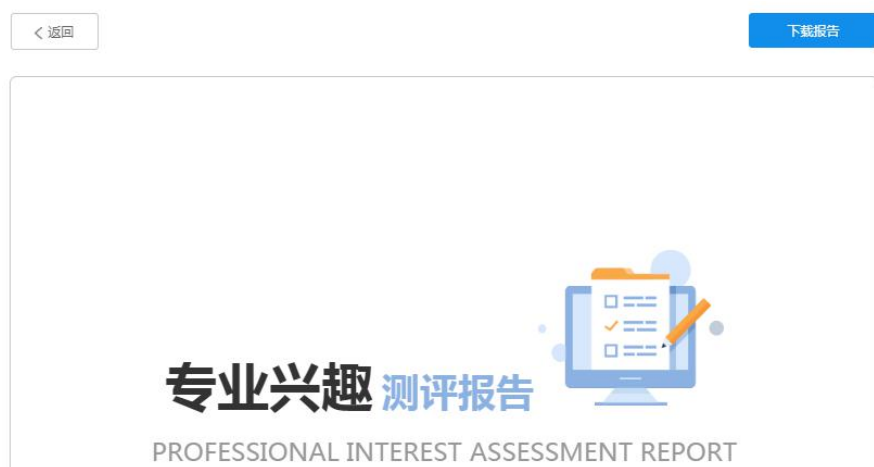 < 返回
下载报告
专业兴趣 测评报告
PROFESSIONAL INTEREST ASSESSMENT REPORT